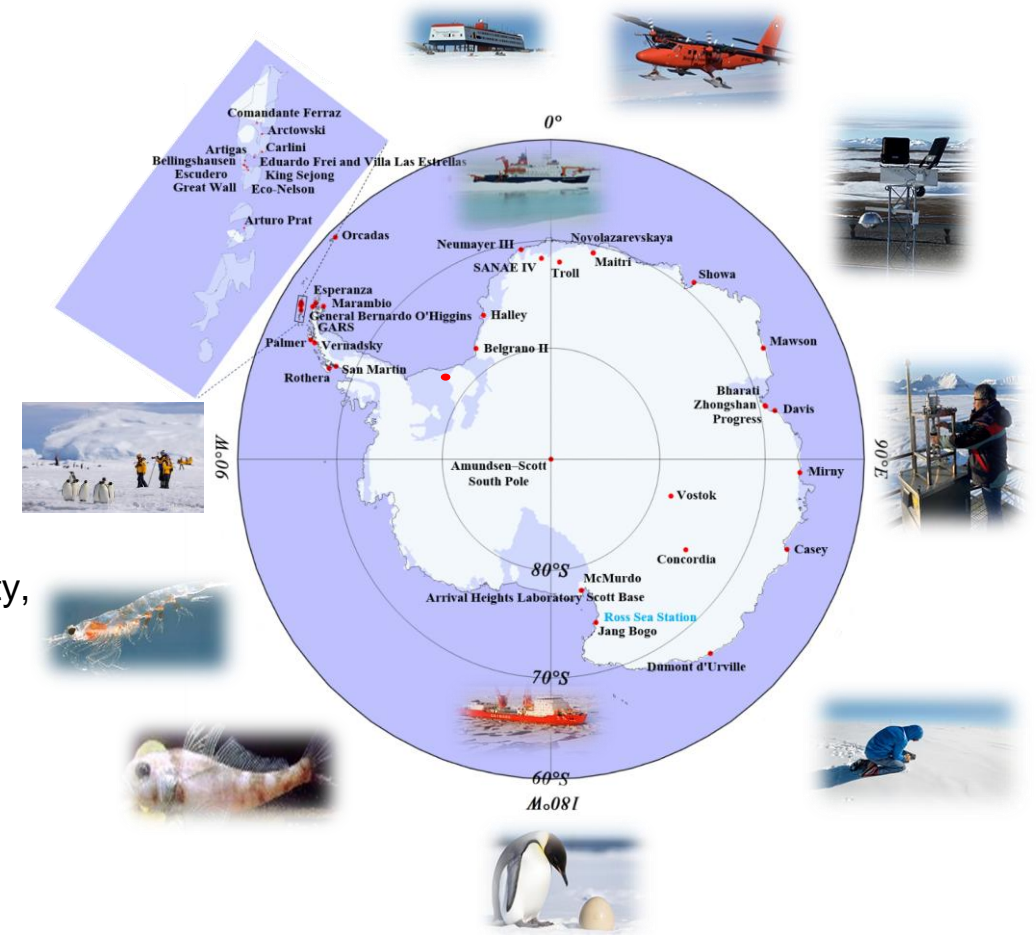 Comandante Ferraz
Arctowski
Artigas
Carlini
Bellingshausen
Eduardo Frei and Villa Las Estrellas
Escudero
King Sejong
Great Wall
Eco-Nelson
Arturo Prat
0°
Orcadas
Neumayer III
Novolazarevskaya
SANAE IV
Troll
Maitri
Showa
Esperanza
Marambio
General Bernardo O'Higgins
GARS
Halley
Palmer
Vernadsky
Belgrano II
Mawson
Rothera
San Martin
Bharati
Zhongshan
Progress
Davis
90°W
90°E
Amundsen–Scott
South Pole
Mirny
Vostok
Concordia
Casey
80°S
McMurdo
Arrival Heights Laboratory Scott Base
Ross Sea Station
Jang Bogo
Dumont d'Urville
70°S
60°S
180°W
ty,